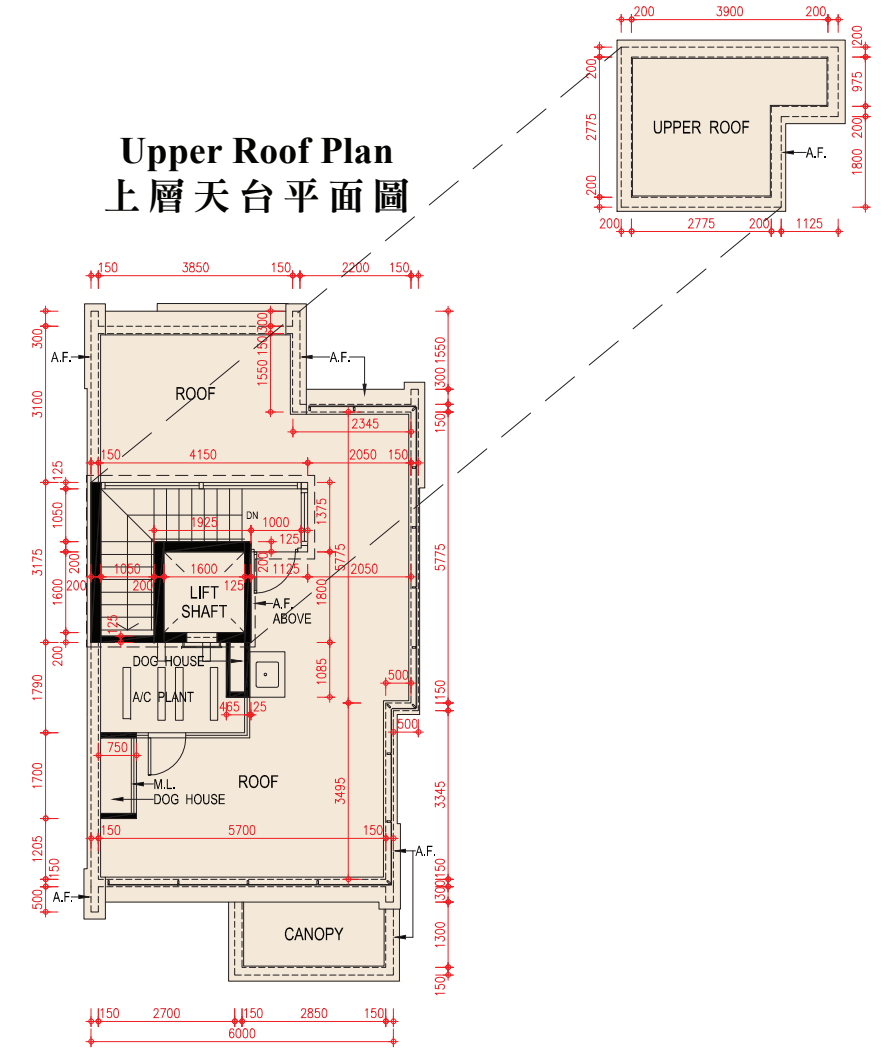 200 3900 200
200
975
200
1800
200
2775
200
UPPER ROOF
A.F.
200 2775 200 1125
Upper Roof Plan
上層天台平面圖
150 3850 150 2200 150
300
3100
125
1050
3175
200
1600
200
1790
1700
1205
150
500
A.F.
300
150
1550
A.F.
1550
300
150
ROOF
2345
150 4150 2050 150
DN
1925 1000
125
1375
5775
5775
200
1050
200
1600
125
200
1125
2050
LIFT
SHAFT
A.F.
ABOVE
1800
125
DOG HOUSE
1085
A/C PLANT
465 125
500
150
500
750
M.L.
DOG HOUSE
ROOF
3495
3345
150 5700 150
A.F.
150
300
A.F.
CANOPY
1300
150
150 2700 150 2850 150
6000